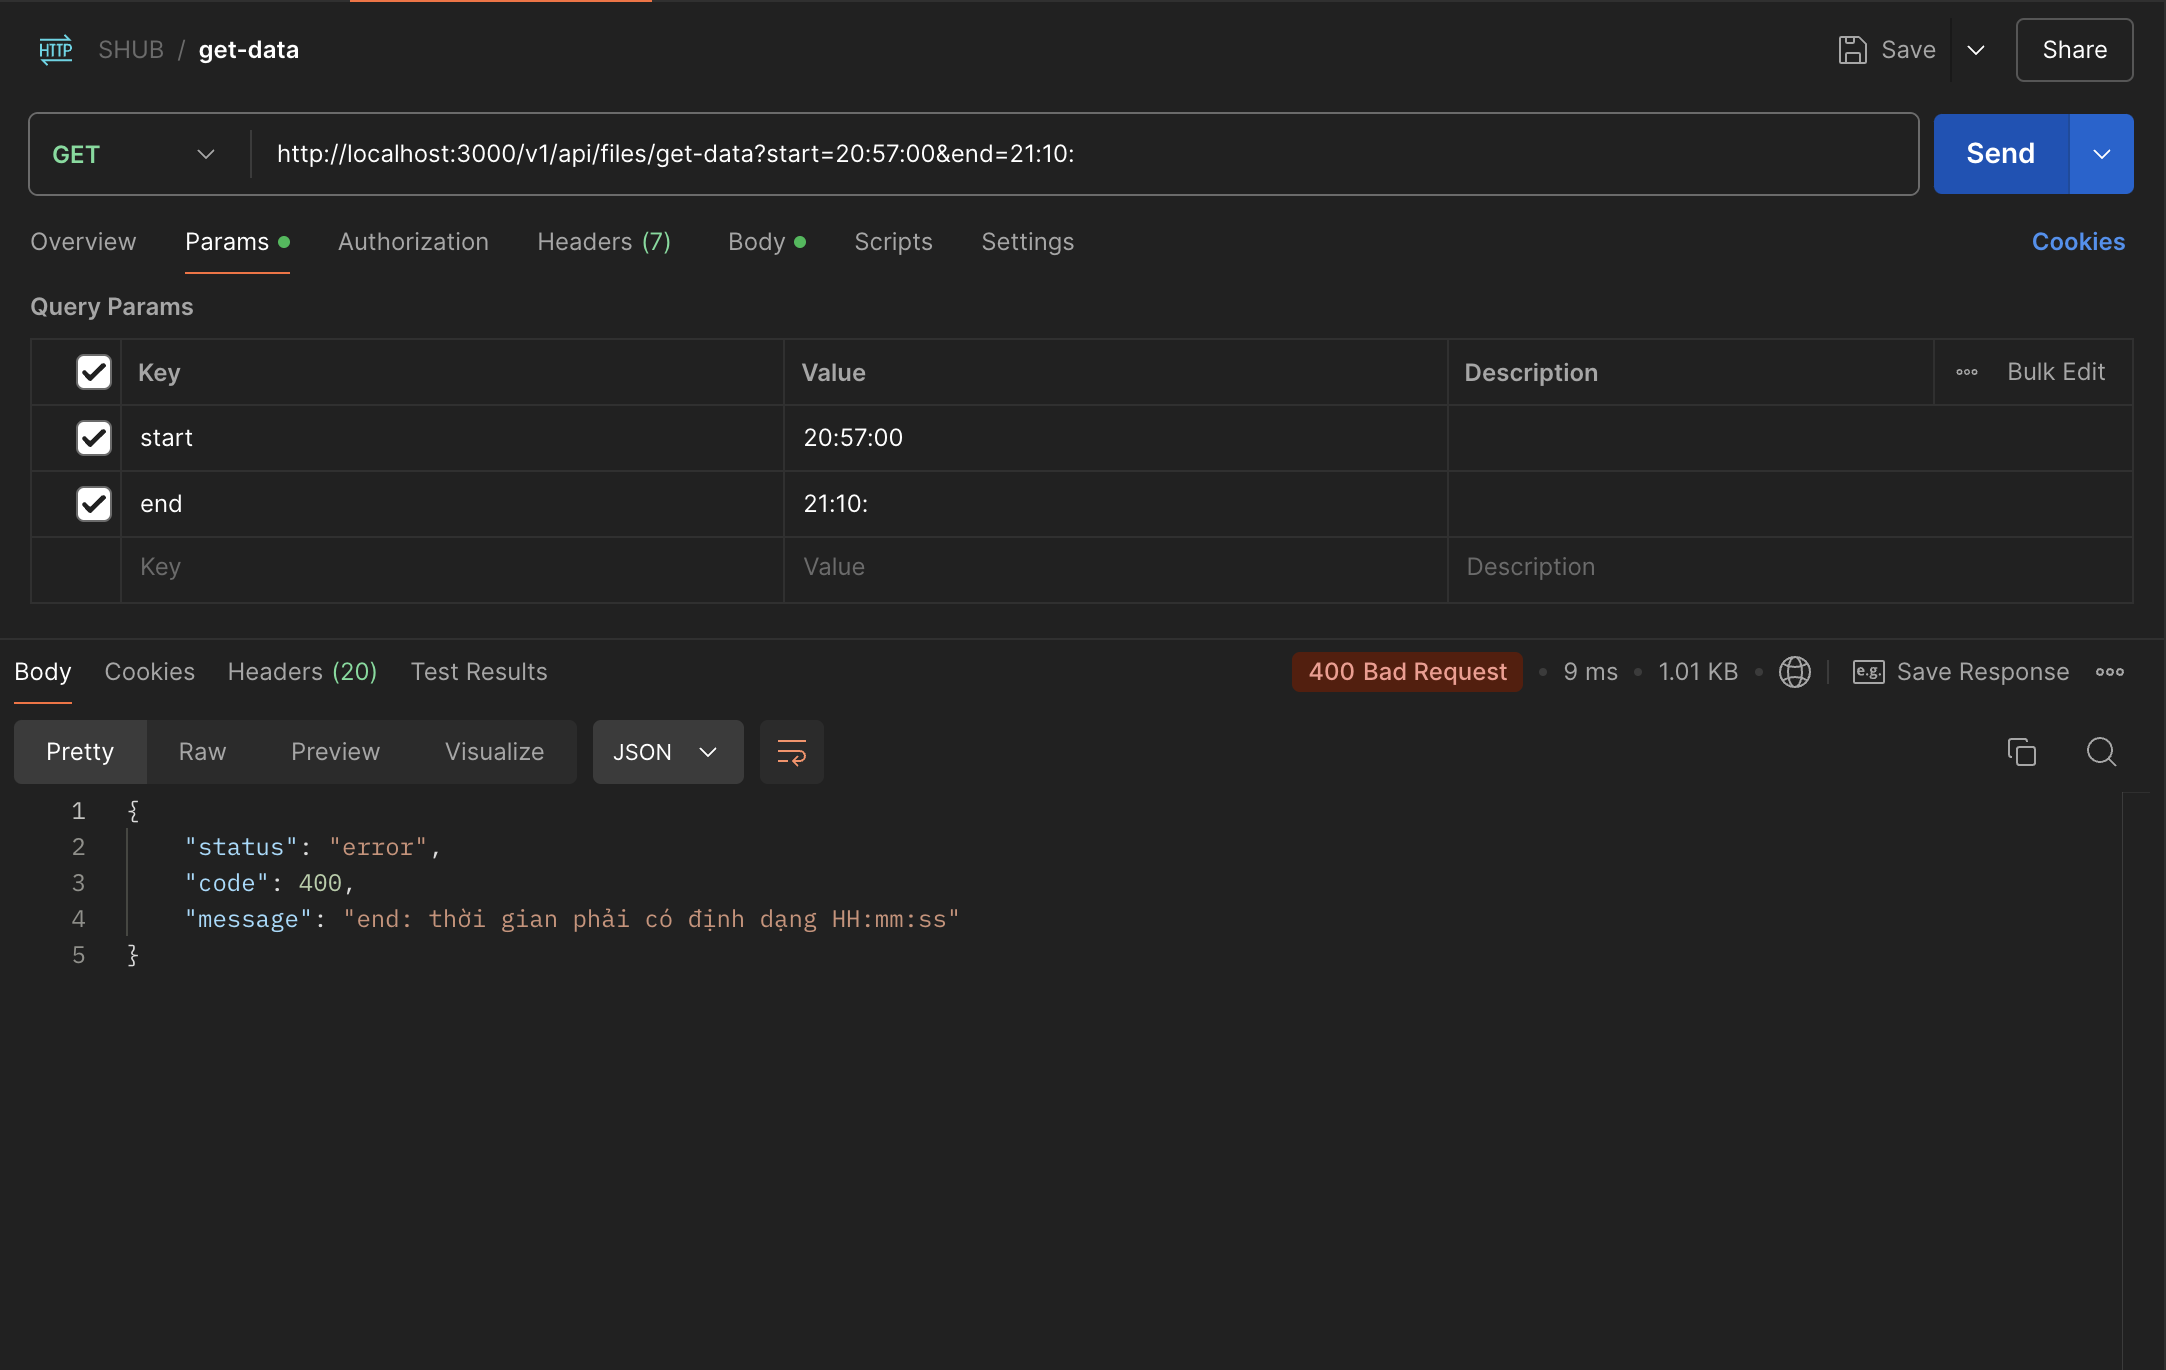 HTTP SHUB / get-data Save Share
GET http://localhost:3000/v1/api/files/get-data?start=20:57:00&end=21:10: Send
Overview Params Authorization Headers (7) Body Scripts Settings Cookies
Query Params
Key Value Description Bulk Edit
start 20:57:00
end 21:10:
Key Value Description
Body Cookies Headers (20) Test Results 400 Bad Request • 9 ms • 1.01 KB • e.g. Save Response
Pretty Raw Preview Visualize JSON
1 {
2 "status": "error",
3 "code": 400,
4 "message": "end: thời gian phải có định dạng HH:mm:ss"
5 }